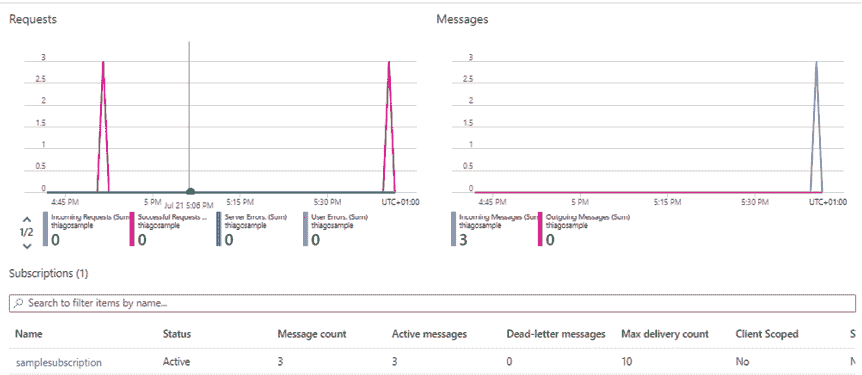 Requests
Messages
3
2.5
2
1.5
1
0.5
0
4:45 PM
5 PM
Jul 21 5:06 PM
5:15 PM
5:30 PM
UTC+01:00
3
2.5
2
1.5
1
0.5
0
4:45 PM
5 PM
5:15 PM
5:30 PM
UTC+01:00
1/2
Incoming Requests (Sum)
thiagosample
0
Successful Requests ...
thiagosample
0
Server Errors. (Sum)
thiagosample
0
User Errors. (Sum)
thiagosample
0
Incoming Messages (Sum)
thiagosample
3
Outgoing Messages (Sum)
thiagosample
0
Subscriptions (1)
Search to filter items by name...
Name Status Message count Active messages Dead-letter messages Max delivery count Client Scoped S
samplesubscription Active 3 3 0 10 No